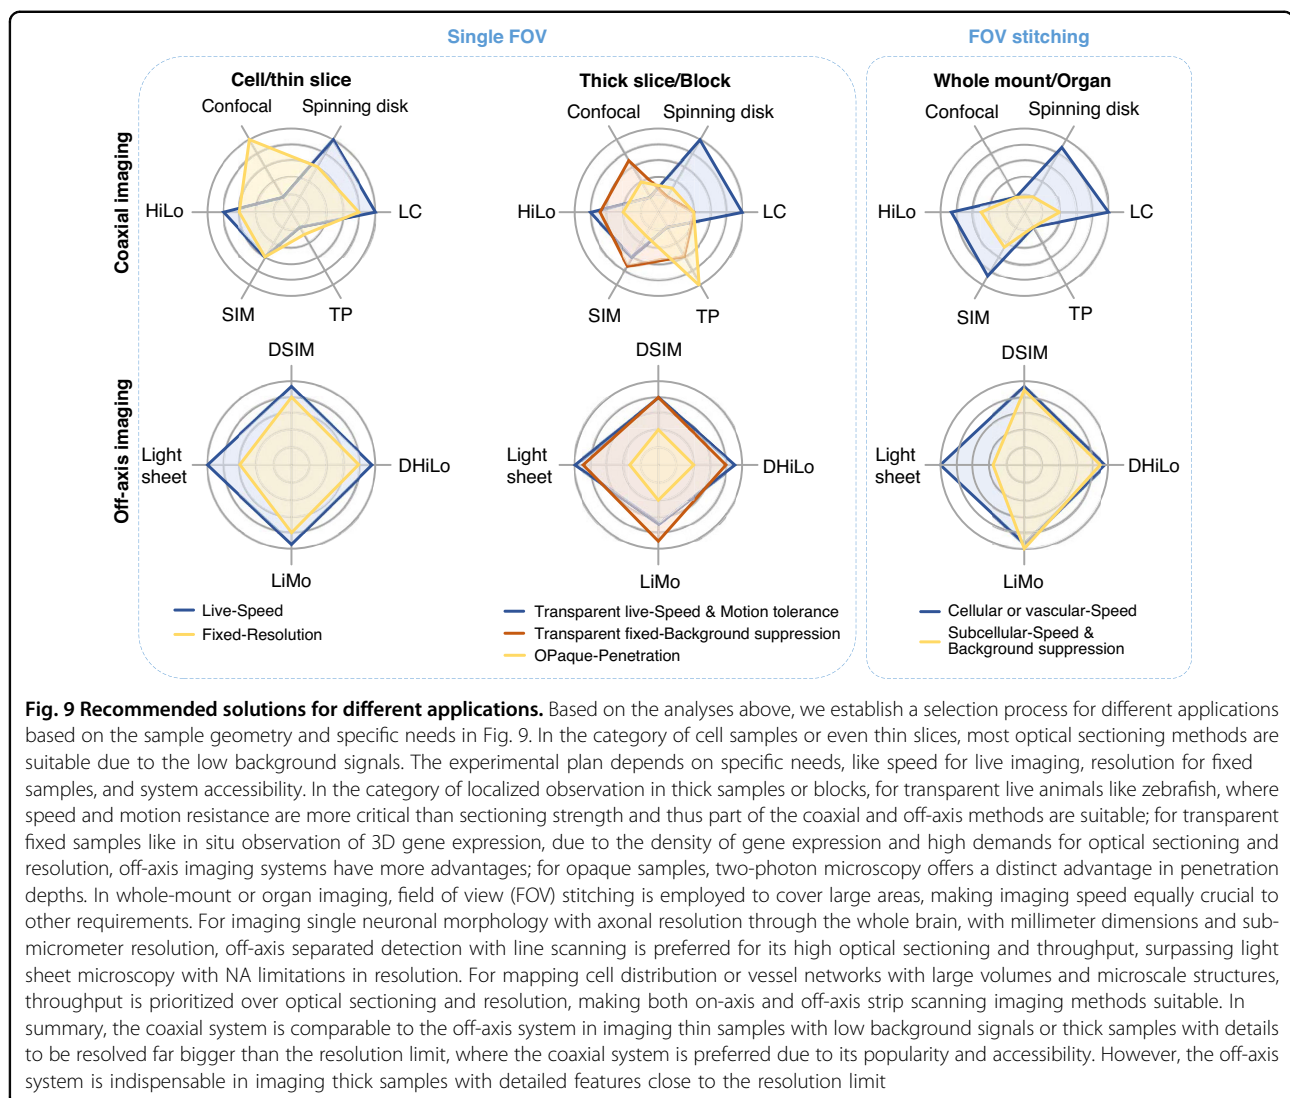 Single FOV
FOV stitching
Cell/thin slice
Thick slice/Block
Whole mount/Organ
Coaxial imaging
Confocal
Spinning disk
HiLo
LC
SIM
TP
Confocal
Spinning disk
HiLo
LC
SIM
TP
Confocal
Spinning disk
HiLo
LC
SIM
TP
Off-axis imaging
DSIM
Light
sheet
DHiLo
LiMo
DSIM
Light
sheet
DHiLo
LiMo
DSIM
Light
sheet
DHiLo
LiMo
Live-Speed
Fixed-Resolution
Transparent live-Speed & Motion tolerance
Transparent fixed-Background suppression
OPaque-Penetration
Cellular or vascular-Speed
Subcellular-Speed &
Background suppression
Fig. 9 Recommended solutions for different applications. Based on the analyses above, we establish a selection process for different applications
based on the sample geometry and specific needs in Fig. 9. In the category of cell samples or even thin slices, most optical sectioning methods are
suitable due to the low background signals. The experimental plan depends on specific needs, like speed for live imaging, resolution for fixed
samples, and system accessibility. In the category of localized observation in thick samples or blocks, for transparent live animals like zebrafish, where
speed and motion resistance are more critical than sectioning strength and thus part of the coaxial and off-axis methods are suitable; for transparent
fixed samples like in situ observation of 3D gene expression, due to the density of gene expression and high demands for optical sectioning and
resolution, off-axis imaging systems have more advantages; for opaque samples, two-photon microscopy offers a distinct advantage in penetration
depths. In whole-mount or organ imaging, field of view (FOV) stitching is employed to cover large areas, making imaging speed equally crucial to
other requirements. For imaging single neuronal morphology with axonal resolution through the whole brain, with millimeter dimensions and sub-
micrometer resolution, off-axis separated detection with line scanning is preferred for its high optical sectioning and throughput, surpassing light
sheet microscopy with NA limitations in resolution. For mapping cell distribution or vessel networks with large volumes and microscale structures,
throughput is prioritized over optical sectioning and resolution, making both on-axis and off-axis strip scanning imaging methods suitable. In
summary, the coaxial system is comparable to the off-axis system in imaging thin samples with low background signals or thick samples with details
to be resolved far bigger than the resolution limit, where the coaxial system is preferred due to its popularity and accessibility. However, the off-axis
system is indispensable in imaging thick samples with detailed features close to the resolution limit